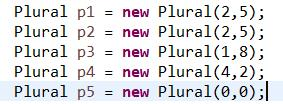 Plural p1 = new Plural(2,5);
Plural p2 = new Plural(2,5);
Plural p3 = new Plural(1,8);
Plural p4 = new Plural(4,2);
Plural p5 = new Plural(0,0);